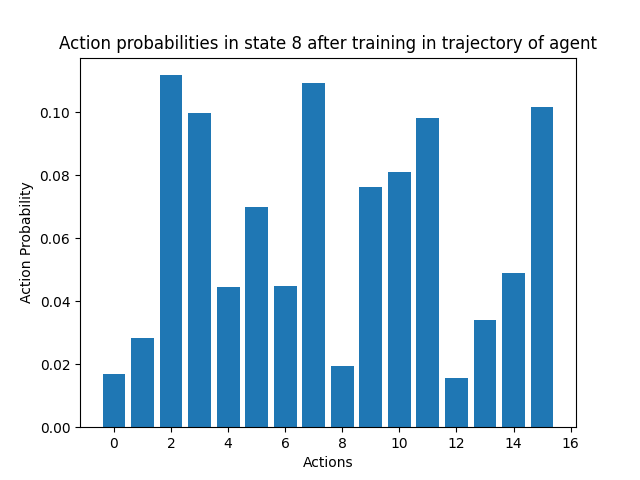 Action probabilities in state 8 after training in trajectory of agent
0.10
0.08
0.06
0.04
0.02
0.00
Action Probability
0 2 4 6 8 10 12 14 16
Actions